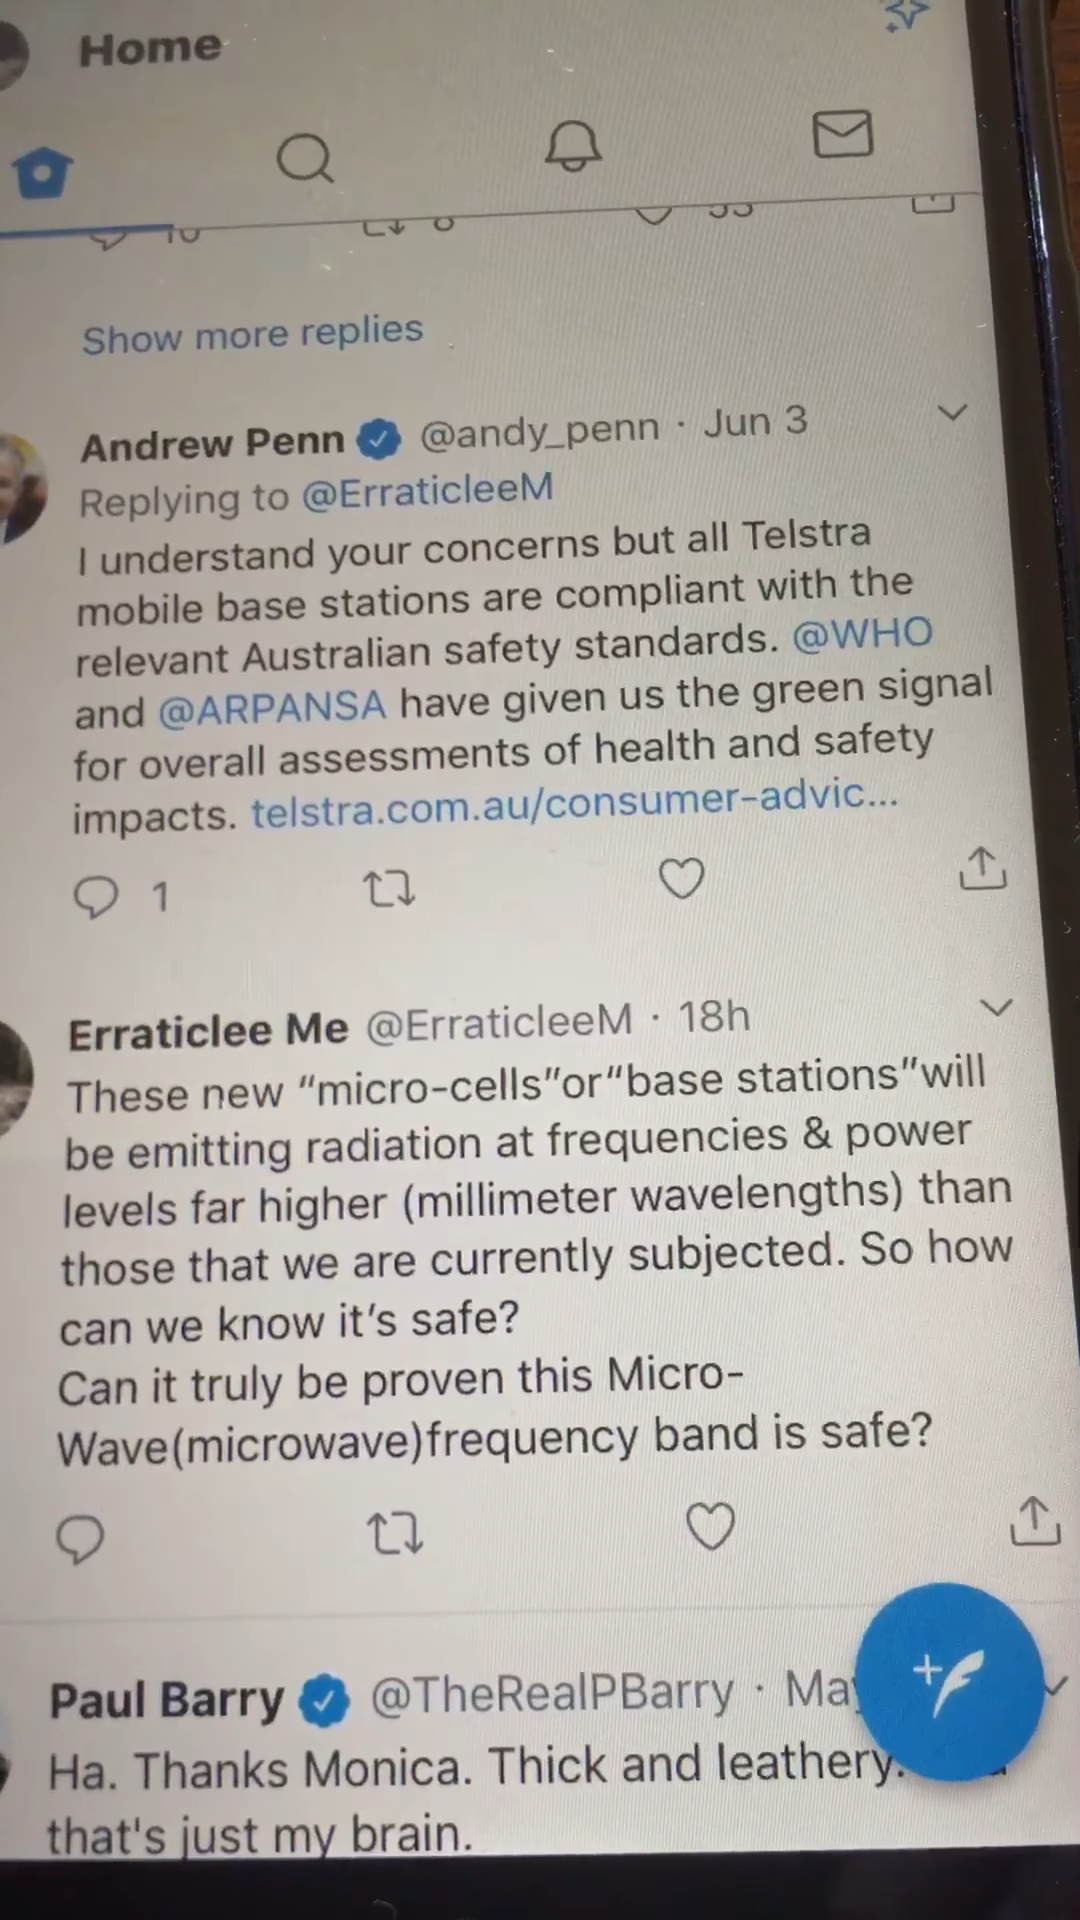 Home
Show more replies
Andrew Penn @andy_penn · Jun 3
Replying to @ErraticleeM
I understand your concerns but all Telstra
mobile base stations are compliant with the
relevant Australian safety standards. @WHO
and @ARPANSA have given us the green signal
for overall assessments of health and safety
impacts. telstra.com.au/consumer-advic...
1
Erraticlee Me @ErraticleeM · 18h
These new "micro-cells"or"base stations"will
be emitting radiation at frequencies & power
levels far higher (millimeter wavelengths) than
those that we are currently subjected. So how
can we know it's safe?
Can it truly be proven this Micro-
Wave(microwave)frequency band is safe?
Paul Barry @TheRealPBarry ·
Ha. Thanks Monica. Thick and leathery.
that's just my brain.